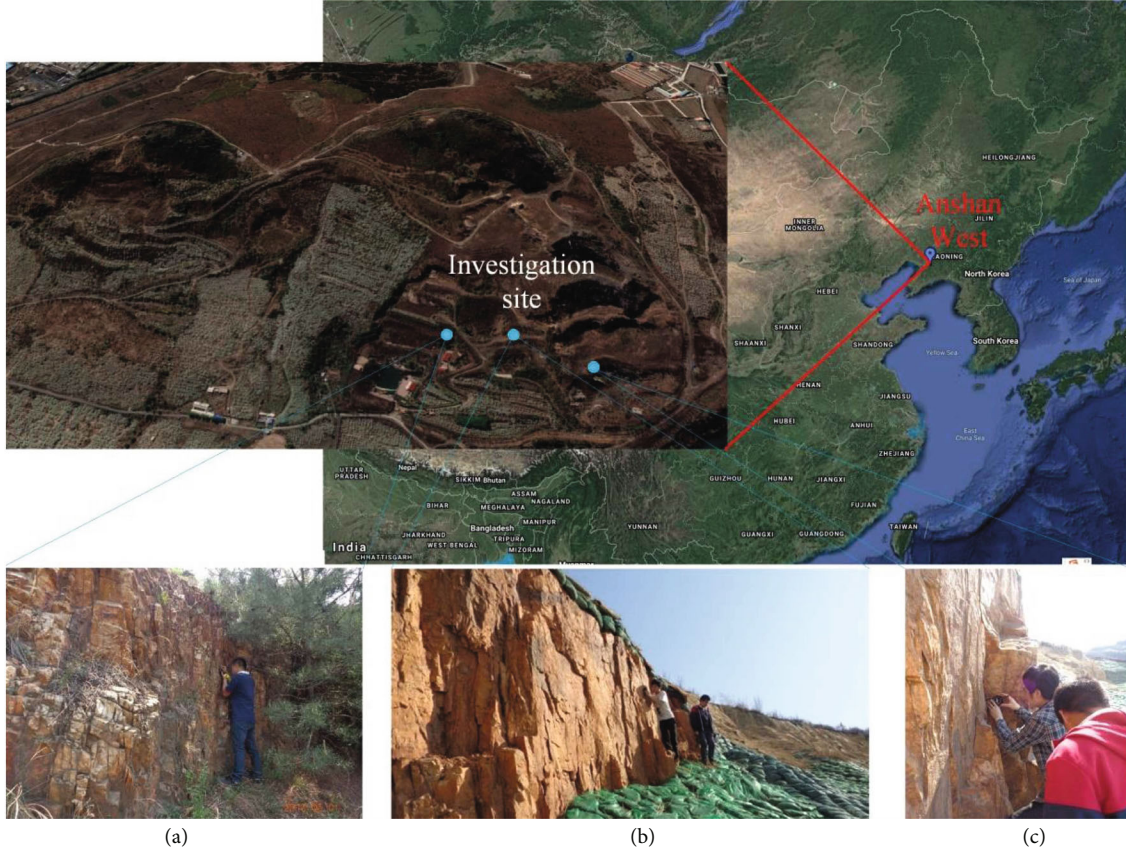 HEILONGJIANG
Anshan
West
JILIN
INNER
MONGOLIA
AONING
North Korea
Sea of Japan
HEBEI
Investigation
site
SHANXI
South Korea
SHAANXI
SHANDONG
Yellow Sea
HENAN
JIANGSU
HUBEI
ANHUI
East
China Sea
ZHEJIANG
UTTAR
PRADESH
Nepal
SIKKIM Bhutan
GUIZHOU
HUNAN
JIANGXI
ASSAM
NAGALAND
BIHAR
MEGHALAYA
FUJIAN
MANIPUR
Bangladesh
YUNNAN
TAIWAN
JHARKHAND
TRIPURA
GUANGXI
GUANGDONG
India
WEST BENGAL
MIZORAM
CHHATTISGARH
(a)
(b)
(c)